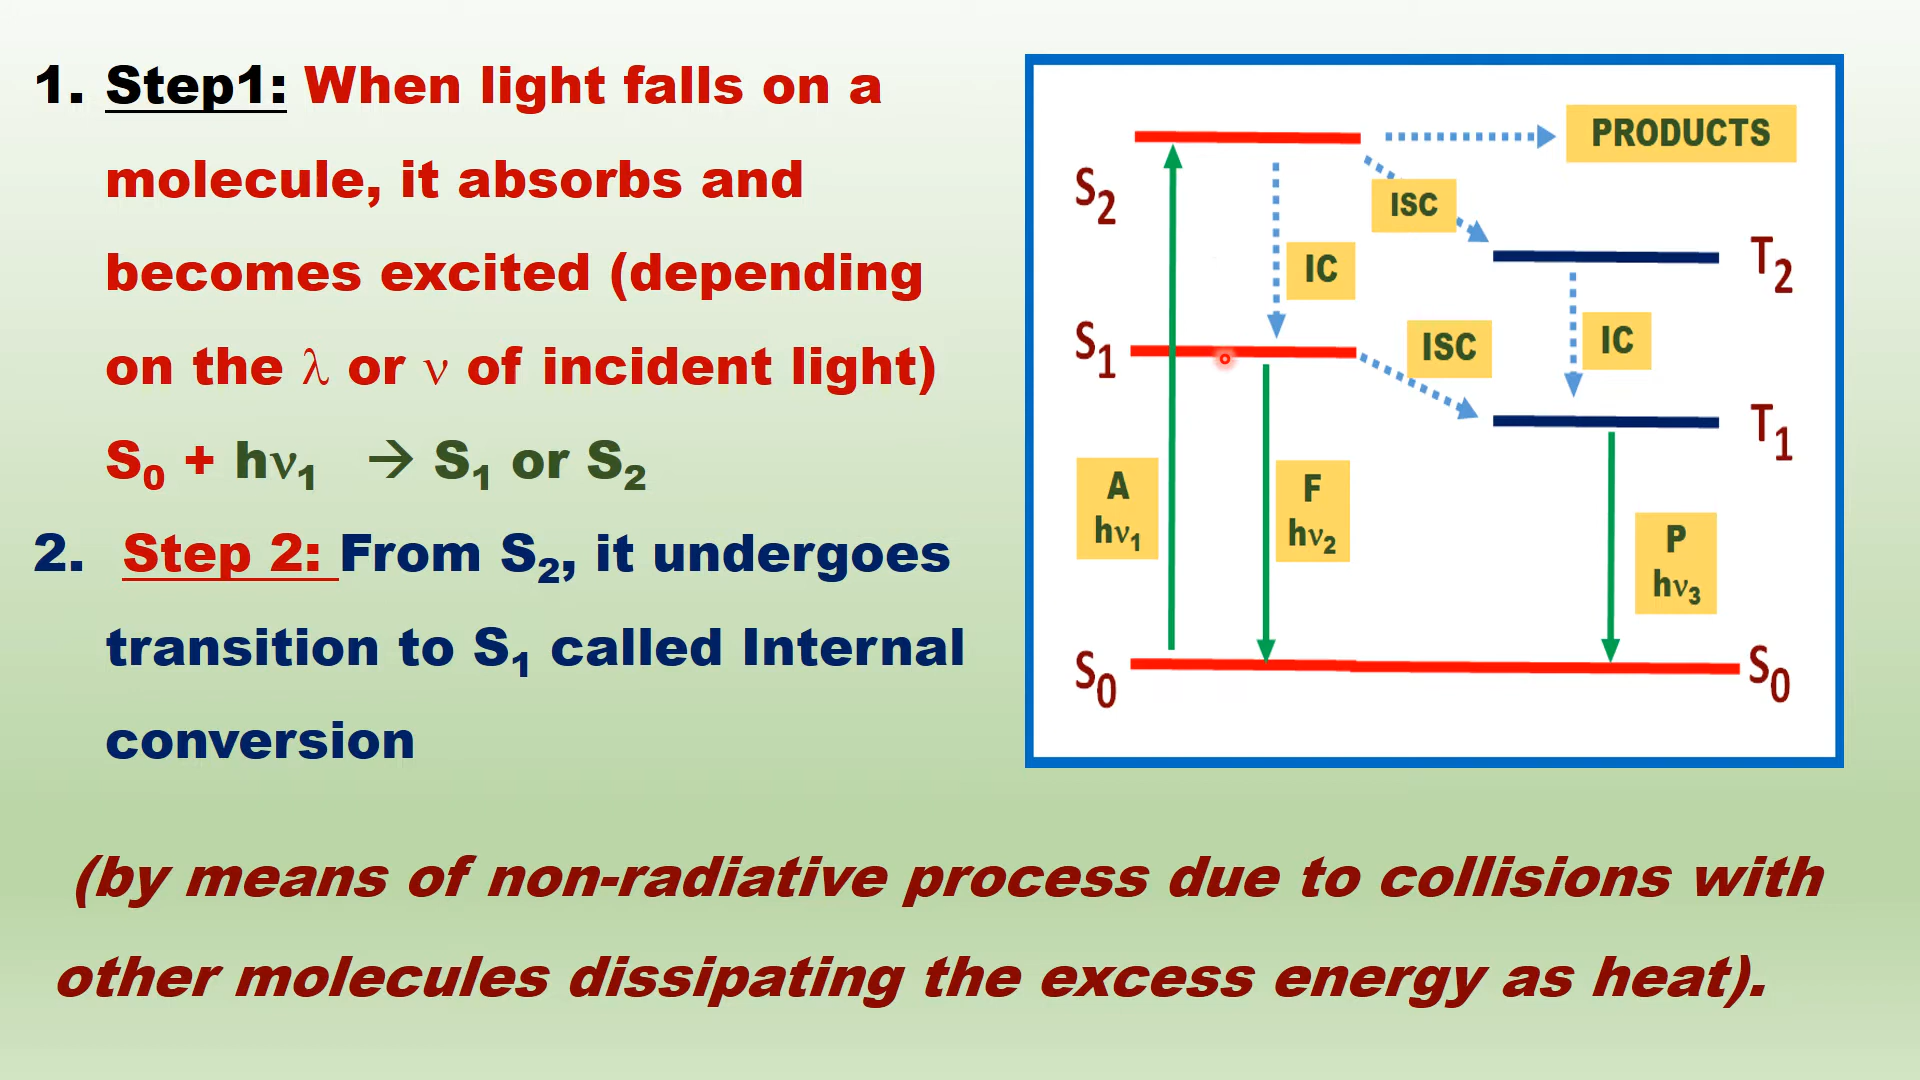 1. Step1: When light falls on a
molecule, it absorbs and
becomes excited (depending
on the λ or ν of incident light)
S₀ + hν₁ → S₁ or S₂
2. Step 2: From S₂, it undergoes
transition to S₁ called Internal
conversion
(by means of non-radiative process due to collisions with
other molecules dissipating the excess energy as heat).
PRODUCTS
S₂
ISC
T₂
IC
S₁
ISC
IC
T₁
A
hν₁
F
hν₂
P
hν₃
S₀
S₀